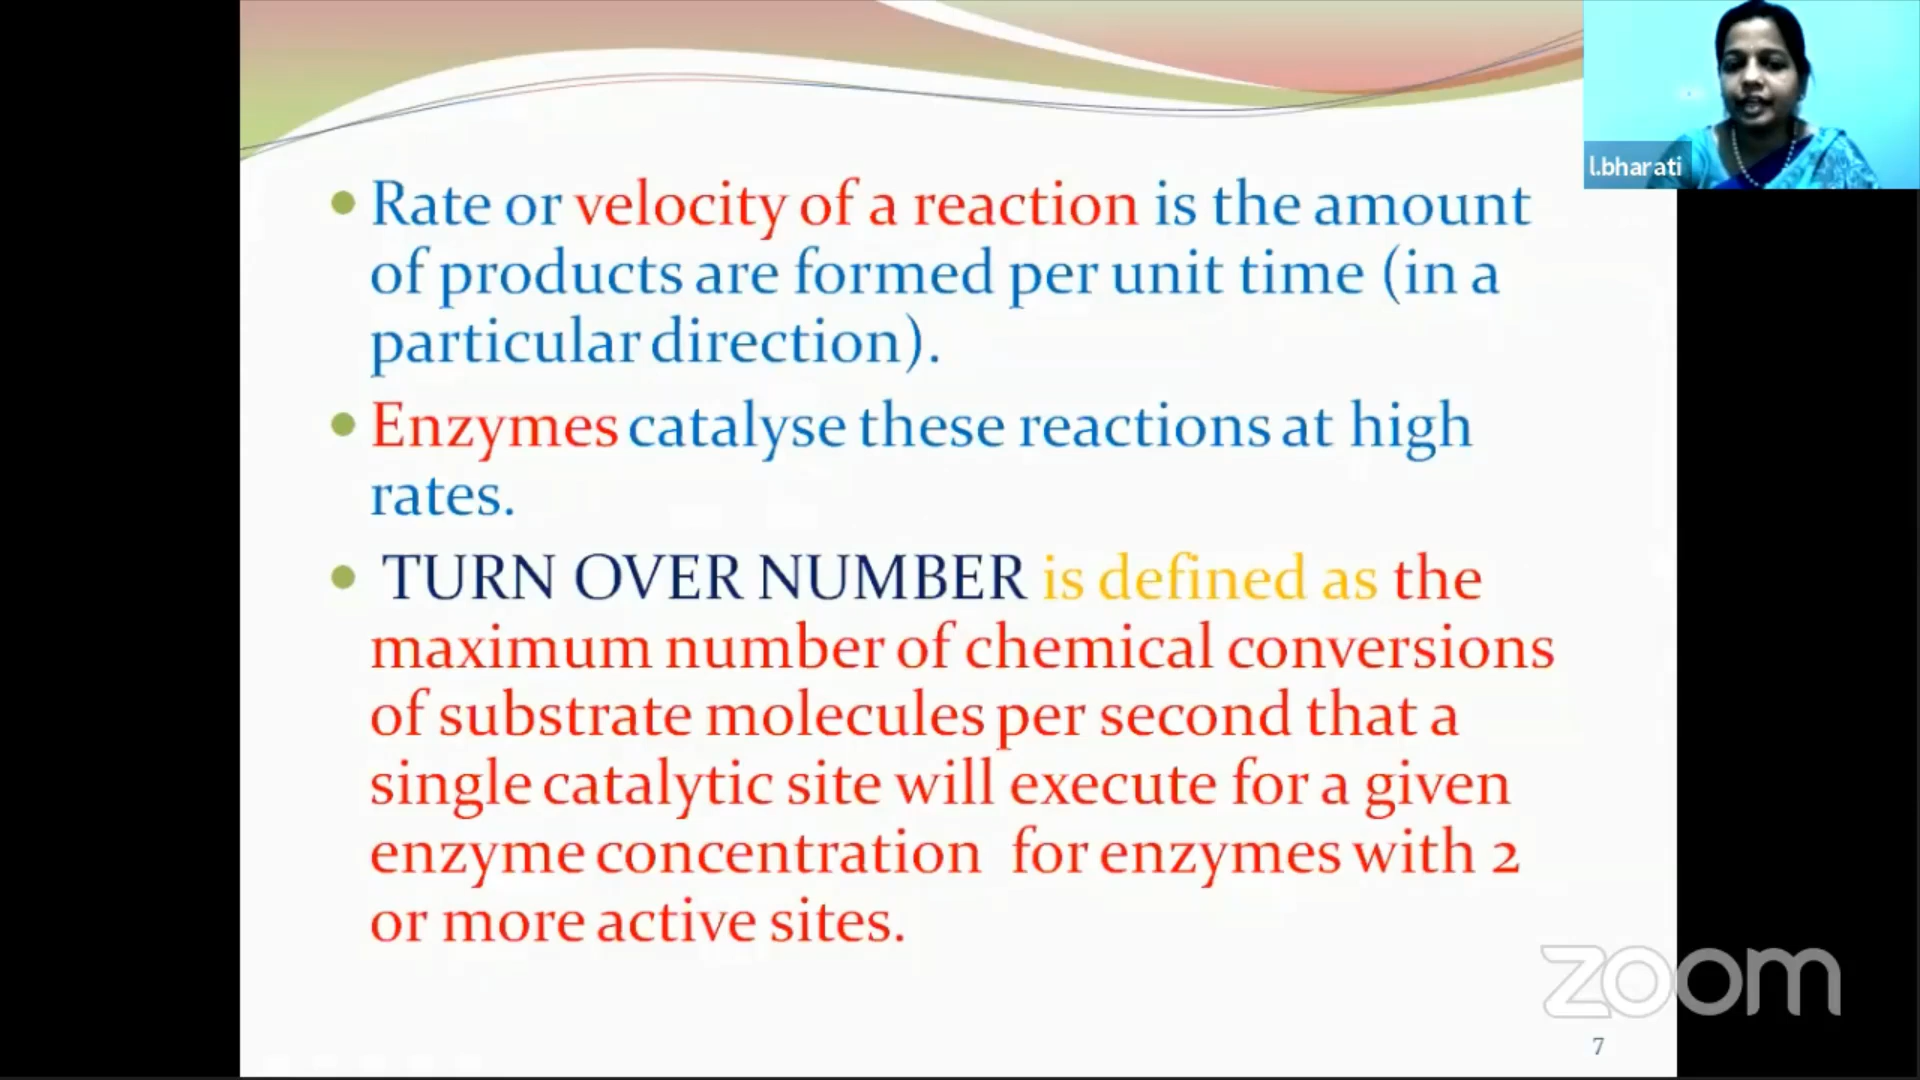 l.bharati
Rate or velocity of a reaction is the amount
of products are formed per unit time (in a
particular direction).
Enzymes catalyse these reactions at high
rates.
TURN OVER NUMBER is defined as the
maximum number of chemical conversions
of substrate molecules per second that a
single catalytic site will execute for a given
enzyme concentration for enzymes with 2
or more active sites.
zoom
7